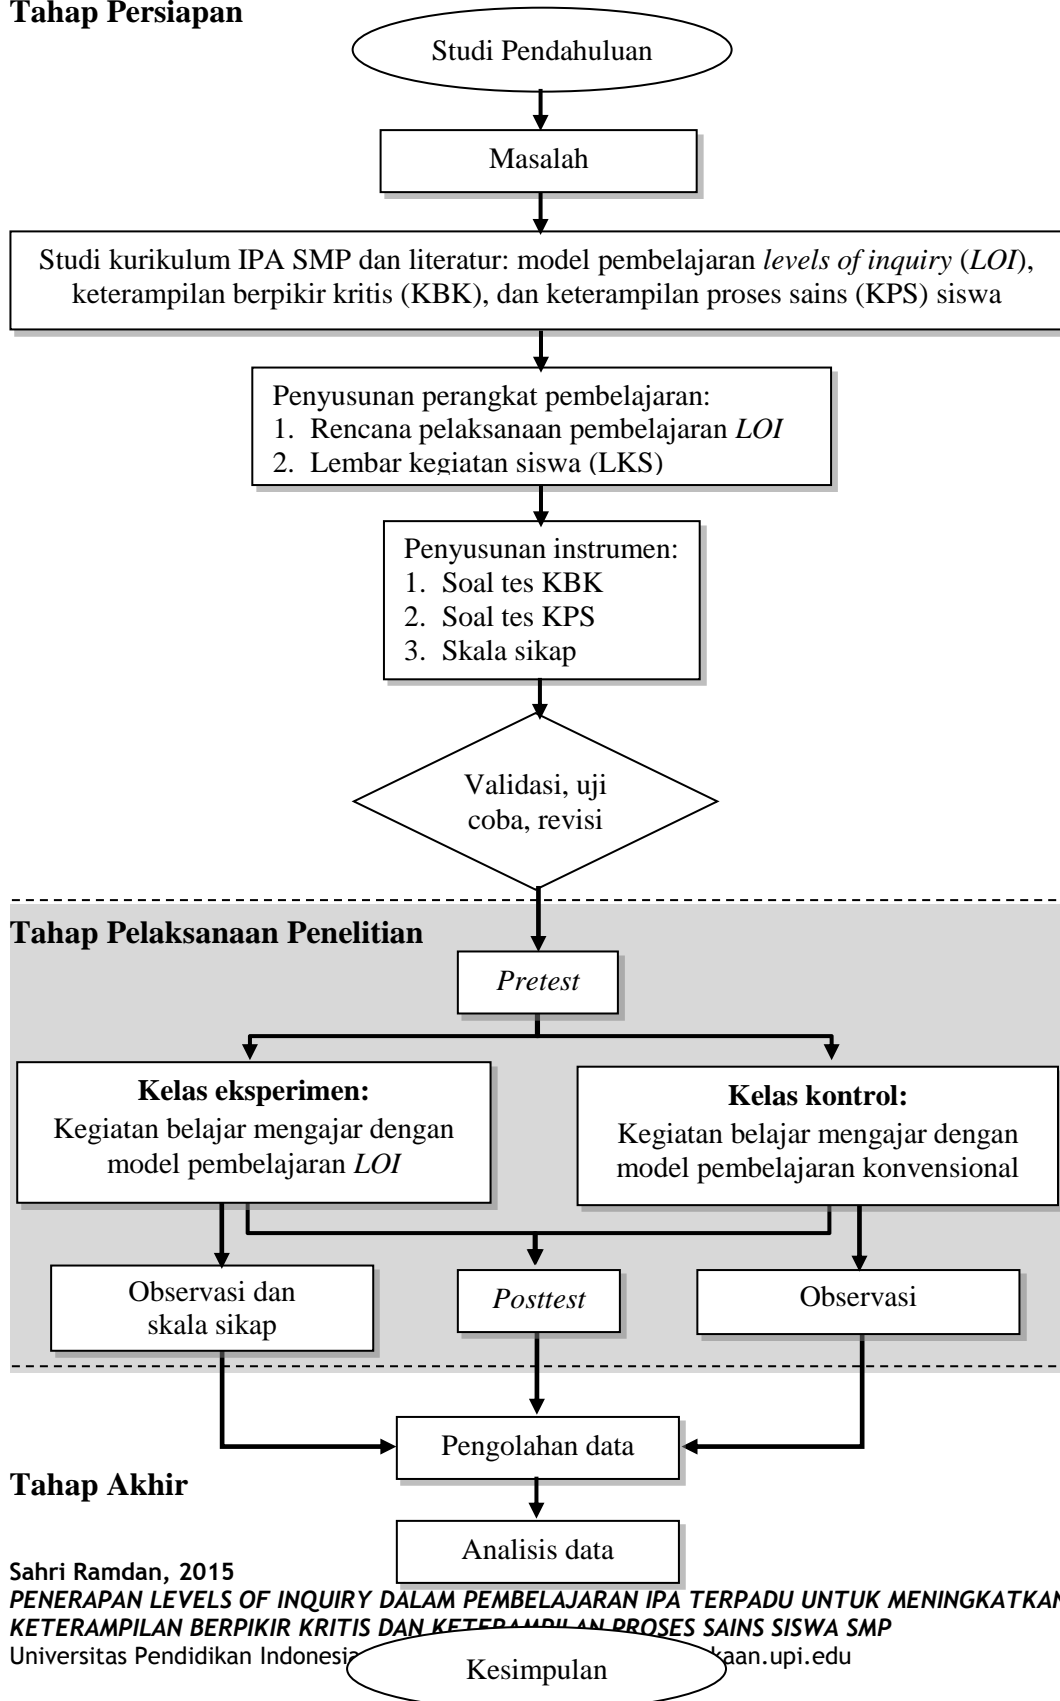 Tahap Persiapan
Studi Pendahuluan
Masalah
Studi kurikulum IPA SMP dan literatur: model pembelajaran levels of inquiry (LOI),
keterampilan berpikir kritis (KBK), dan keterampilan proses sains (KPS) siswa
Penyusunan perangkat pembelajaran:
1. Rencana pelaksanaan pembelajaran LOI
2. Lembar kegiatan siswa (LKS)
Penyusunan instrumen:
1. Soal tes KBK
2. Soal tes KPS
3. Skala sikap
Validasi, uji
coba, revisi
Tahap Pelaksanaan Penelitian
Pretest
Kelas eksperimen:
Kegiatan belajar mengajar dengan
model pembelajaran LOI
Kelas kontrol:
Kegiatan belajar mengajar dengan
model pembelajaran konvensional
Observasi dan
skala sikap
Posttest
Observasi
Pengolahan data
Tahap Akhir
Analisis data
Sahri Ramdan, 2015
PENERAPAN LEVELS OF INQUIRY DALAM PEMBELAJARAN IPA TERPADU UNTUK MENINGKATKAN
KETERAMPILAN BERPIKIR KRITIS DAN KETERAMPILAN PROSES SAINS SISWA SMP
Universitas Pendidikan Indonesia kaan.upi.edu
Kesimpulan